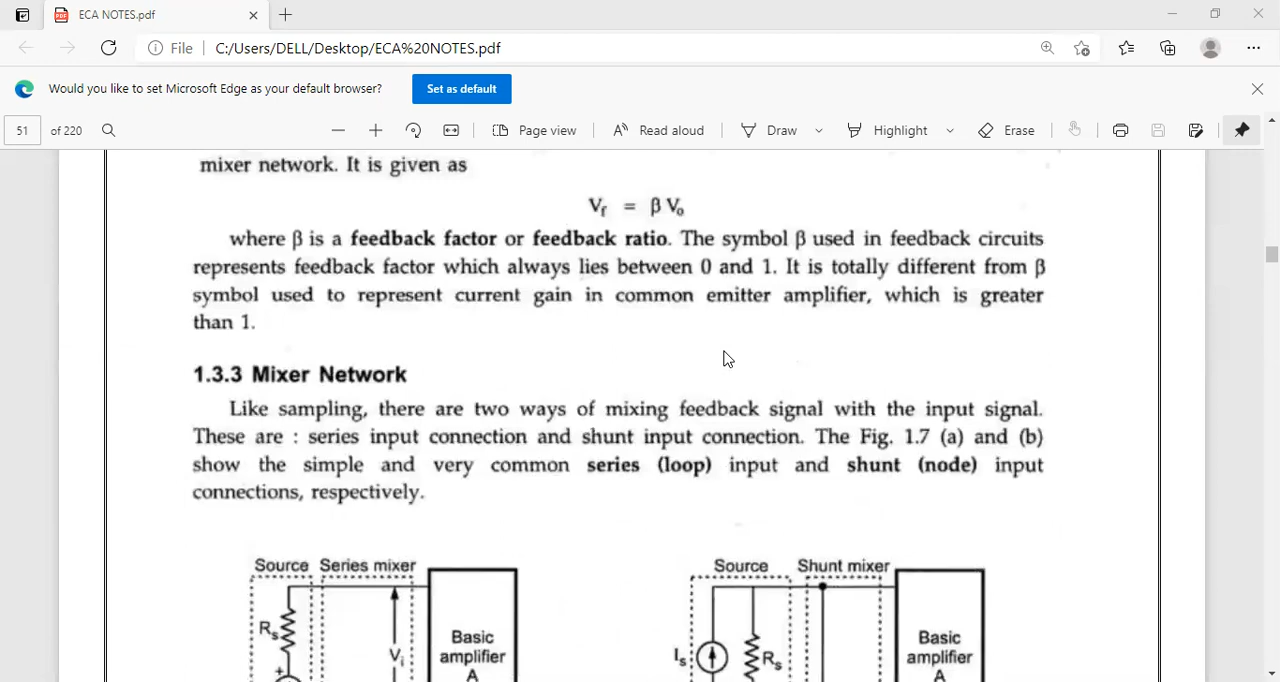 ECA NOTES.pdf
File
C:/Users/DELL/Desktop/ECA%20NOTES.pdf
Would you like to set Microsoft Edge as your default browser?
Set as default
51 of 220
Page view
Read aloud
Draw
Highlight
Erase
mixer network. It is given as
Vf = β Vo
where β is a feedback factor or feedback ratio. The symbol β used in feedback circuits
represents feedback factor which always lies between 0 and 1. It is totally different from β
symbol used to represent current gain in common emitter amplifier, which is greater
than 1.
1.3.3 Mixer Network
Like sampling, there are two ways of mixing feedback signal with the input signal.
These are : series input connection and shunt input connection. The Fig. 1.7 (a) and (b)
show the simple and very common series (loop) input and shunt (node) input
connections, respectively.
Source Series mixer
Rs
+
Vi
Basic
amplifier
A
Source Shunt mixer
Is
Rs
Basic
amplifier
A